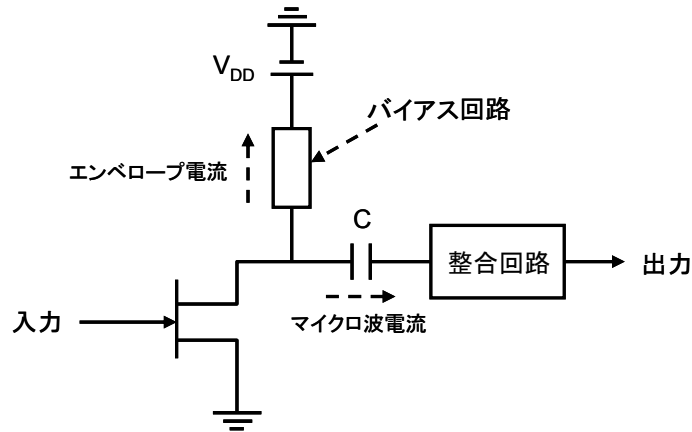 V_DD
バイアス回路
エンベロープ電流
C
整合回路
出力
入力
マイクロ波電流